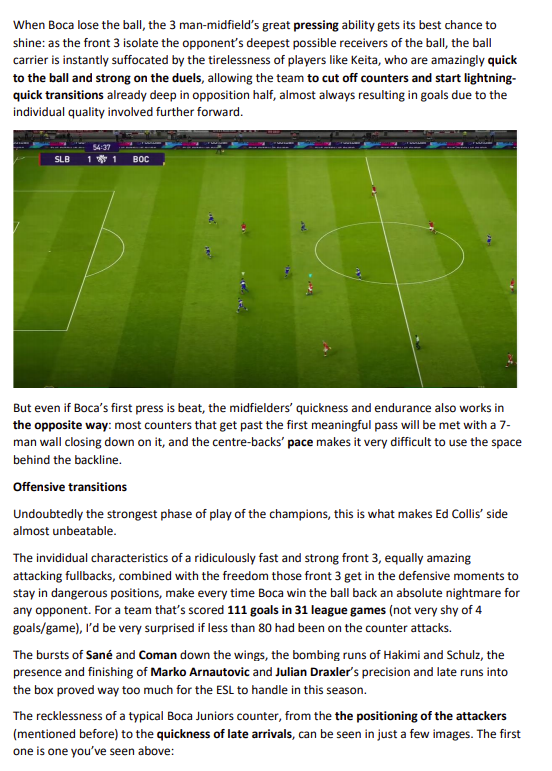 When Boca lose the ball, the 3 man-midfield’s great pressing ability gets its best chance to
shine: as the front 3 isolate the opponent’s deepest possible receivers of the ball, the ball
carrier is instantly suffocated by the tirelessness of players like Keita, who are amazingly quick
to the ball and strong on the duels, allowing the team to cut off counters and start lightning-
quick transitions already deep in opposition half, almost always resulting in goals due to the
individual quality involved further forward.
54:37
SLB 1 1 BOC
But even if Boca’s first press is beat, the midfielders’ quickness and endurance also works in
the opposite way: most counters that get past the first meaningful pass will be met with a 7-
man wall closing down on it, and the centre-backs’ pace makes it very difficult to use the space
behind the backline.
Offensive transitions
Undoubtedly the strongest phase of play of the champions, this is what makes Ed Collis’ side
almost unbeatable.
The invididual characteristics of a ridiculously fast and strong front 3, equally amazing
attacking fullbacks, combined with the freedom those front 3 get in the defensive moments to
stay in dangerous positions, make every time Boca win the ball back an absolute nightmare for
any opponent. For a team that’s scored 111 goals in 31 league games (not very shy of 4
goals/game), I’d be very surprised if less than 80 had been on the counter attacks.
The bursts of Sané and Coman down the wings, the bombing runs of Hakimi and Schulz, the
presence and finishing of Marko Arnautovic and Julian Draxler’s precision and late runs into
the box proved way too much for the ESL to handle in this season.
The recklessness of a typical Boca Juniors counter, from the the positioning of the attackers
(mentioned before) to the quickness of late arrivals, can be seen in just a few images. The first
one is one you’ve seen above: